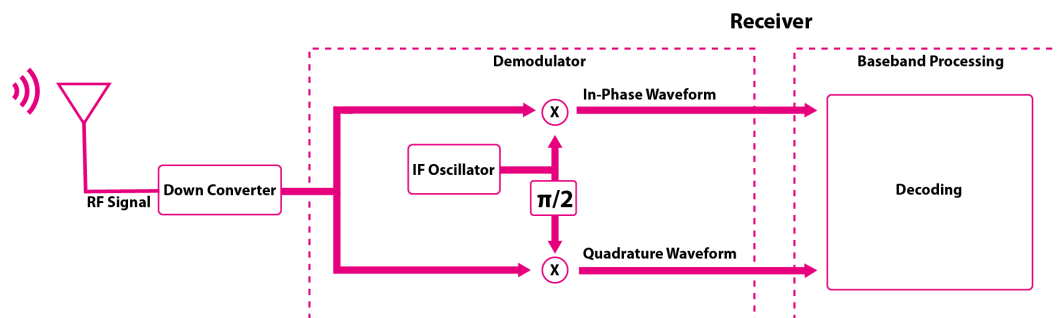 Receiver
Demodulator
Baseband Processing
In-Phase Waveform
X
IF Oscillator
Down Converter
RF Signal
π/2
Decoding
Quadrature Waveform
X